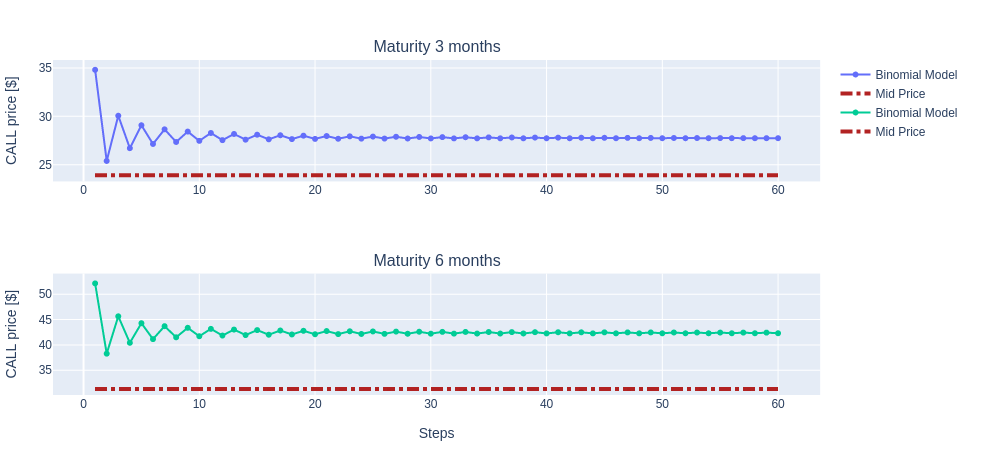 Maturity 3 months
CALL price [$]
35
30
25
0 10 20 30 40 50 60
Binomial Model
Mid Price
Binomial Model
Mid Price
Maturity 6 months
CALL price [$]
50
45
40
35
0 10 20 30 40 50 60
Steps